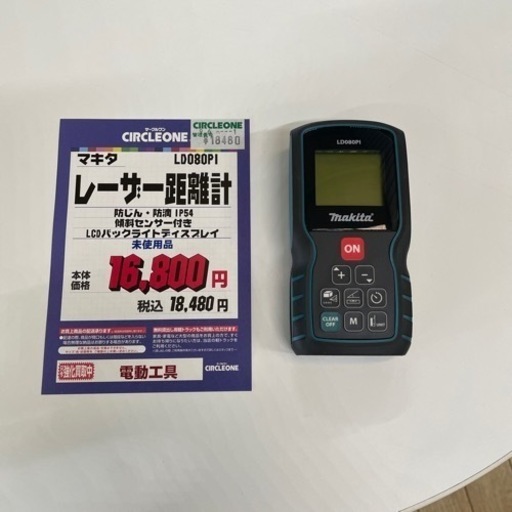 サークルワン
CIRCLEONE
CIRCLEONE
¥18480
マキタ LD080PI
レーザー距離計
防じん・防滴 IP54
傾斜センサー付き
LCDバックライトディスプレイ
未使用品
本体価格 16,800円
税込 18,480円
強化買取中
電動工具
CIRCLEONE
LD080PI
makita
ON
+
-
CLEAR
OFF
M